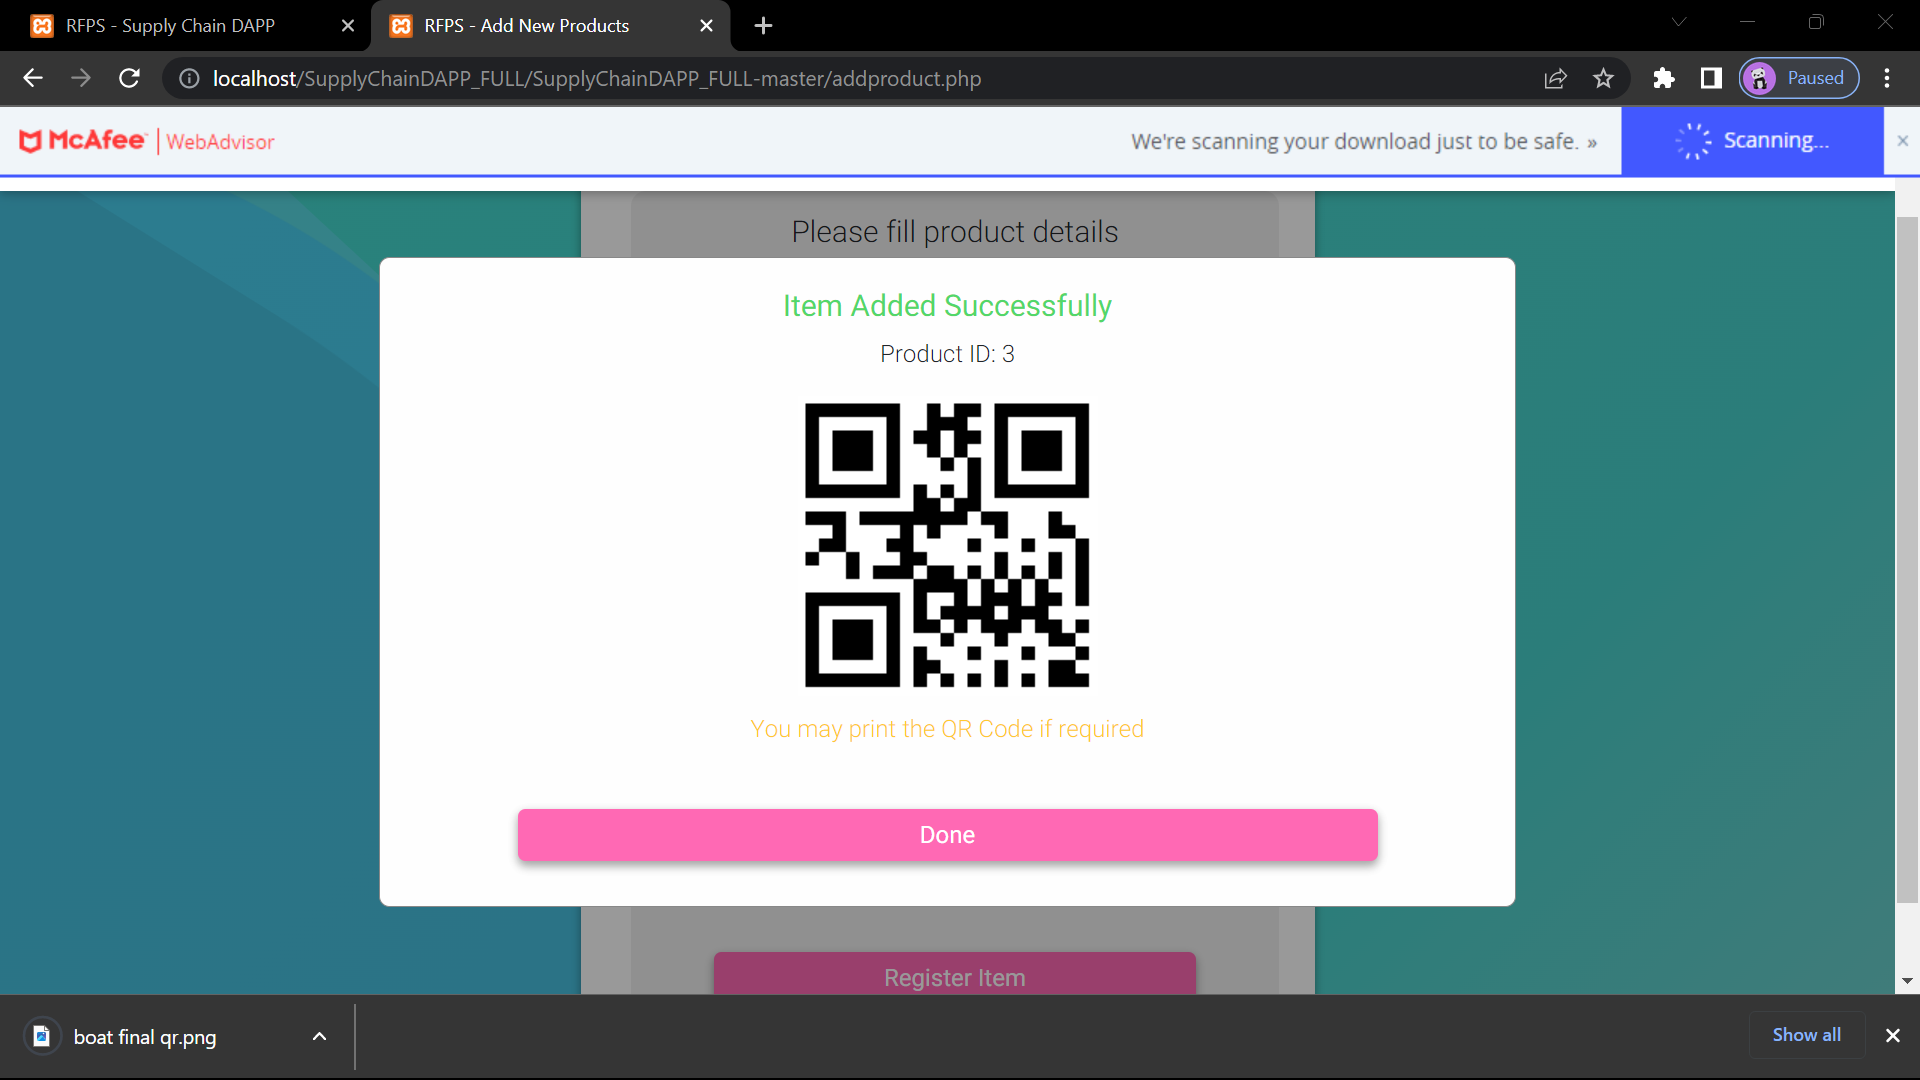 RFPS - Supply Chain DAPP
RFPS - Add New Products
localhost/SupplyChainDAPP_FULL/SupplyChainDAPP_FULL-master/addproduct.php
Paused
McAfee | WebAdvisor
We're scanning your download just to be safe. »
Scanning...
Please fill product details
Item Added Successfully
Product ID: 3
You may print the QR Code if required
Done
Register Item
boat final qr.png
Show all